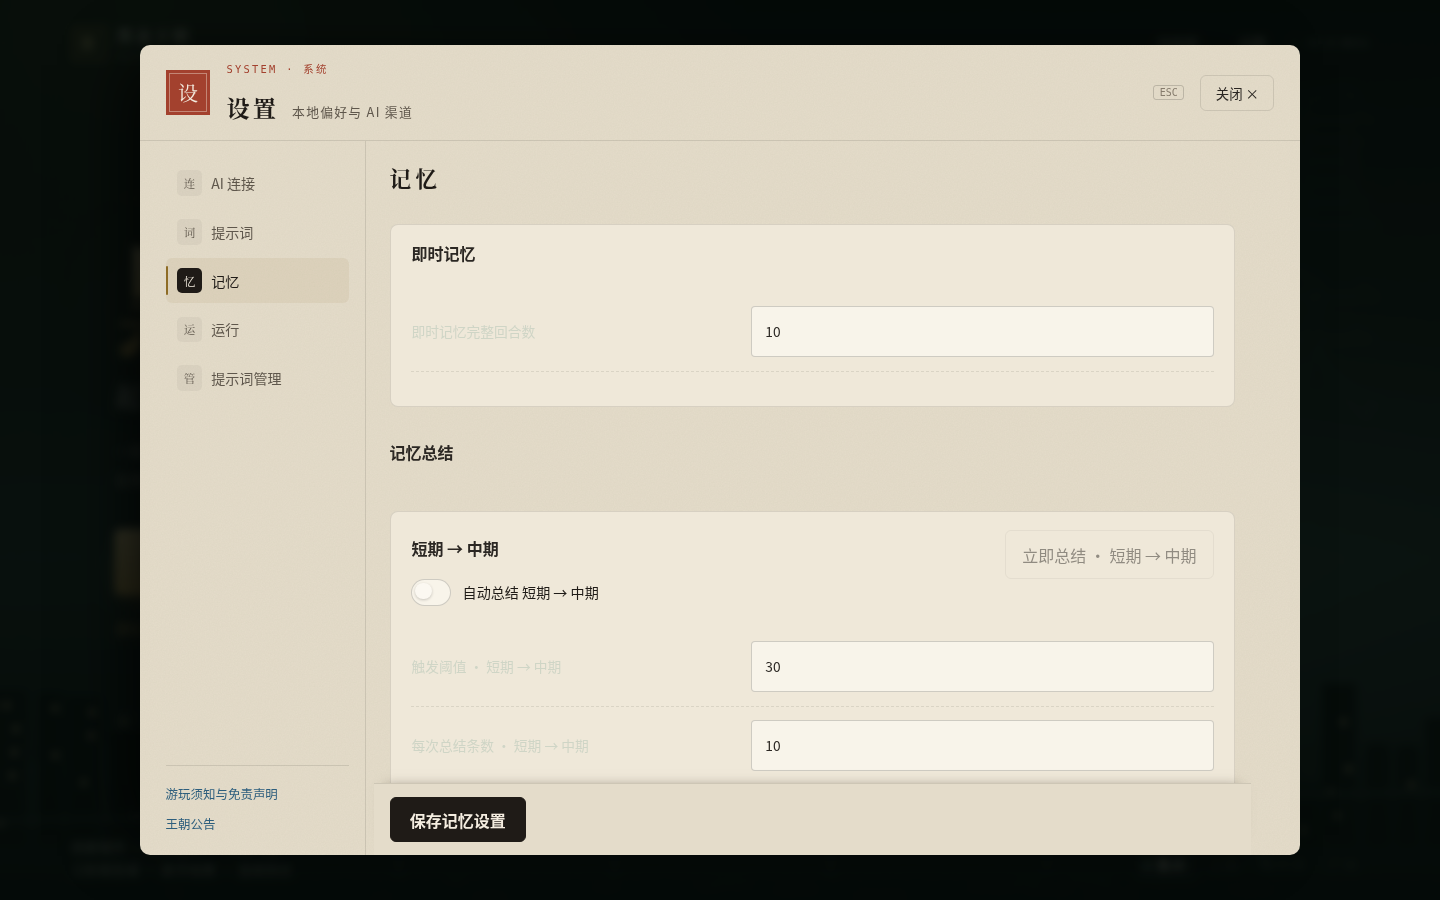 设
SYSTEM · 系统
设置 本地偏好与 AI 渠道
ESC
关闭 ×
连 AI 连接
词 提示词
忆 记忆
运 运行
管 提示词管理
游玩须知与免责声明
王朝公告
记忆
即时记忆
即时记忆完整回合数
10
记忆总结
短期 → 中期
立即总结 · 短期 → 中期
自动总结 短期 → 中期
触发阈值 · 短期 → 中期
30
每次总结条数 · 短期 → 中期
10
保存记忆设置